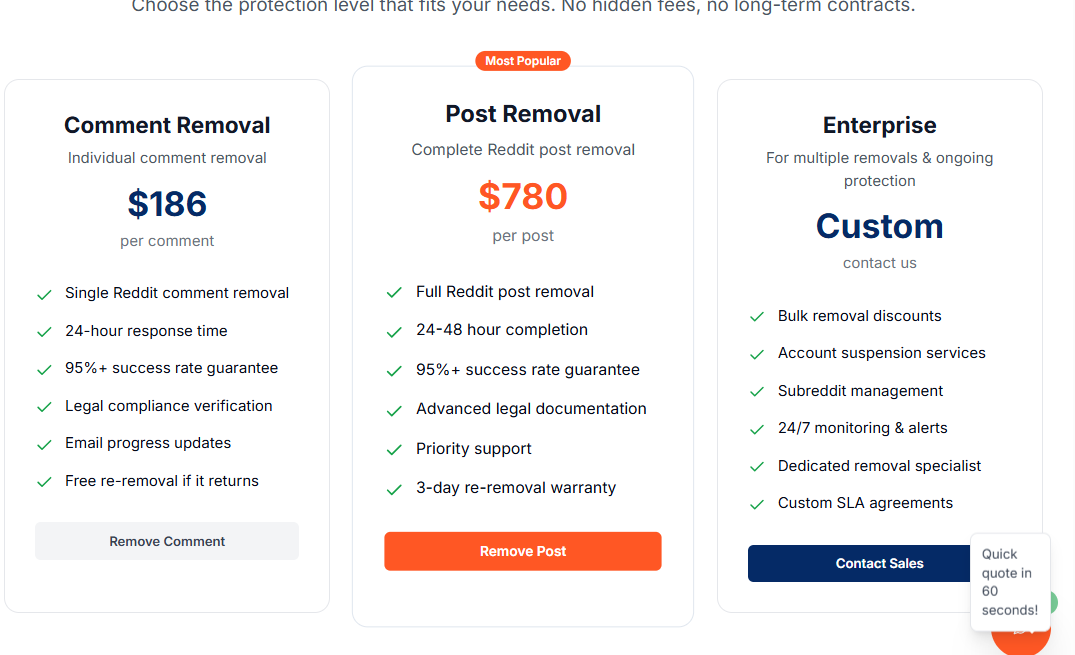 Choose the protection level that fits your needs. No hidden fees, no long-term contracts.
Comment Removal
Individual comment removal
$186
per comment
Single Reddit comment removal
24-hour response time
95%+ success rate guarantee
Legal compliance verification
Email progress updates
Free re-removal if it returns
Remove Comment
Most Popular
Post Removal
Complete Reddit post removal
$780
per post
Full Reddit post removal
24-48 hour completion
95%+ success rate guarantee
Advanced legal documentation
Priority support
3-day re-removal warranty
Remove Post
Enterprise
For multiple removals & ongoing
protection
Custom
contact us
Bulk removal discounts
Account suspension services
Subreddit management
24/7 monitoring & alerts
Dedicated removal specialist
Custom SLA agreements
Contact Sales
Quick
quote in
60
seconds!